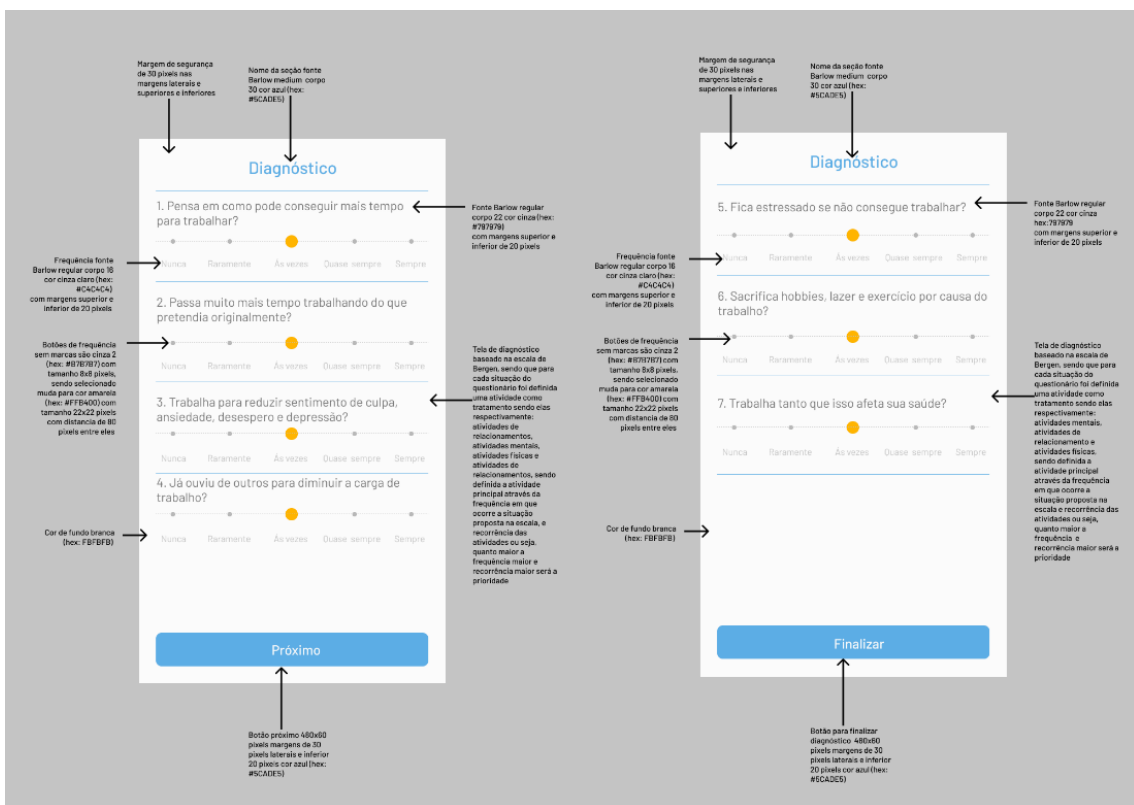 Margem de segurança
de 30 pixels nas
margens laterais e
superiores e inferiores
Nome da seção fonte
Barlow medium corpo
30 cor azul (hex:
#5CADE5)
Diagnóstico
1. Pensa em como pode conseguir mais tempo
para trabalhar?
Nunca Raramente Às vezes Quase sempre Sempre
Fonte Barlow regular
corpo 22 cor cinza (hex:
#797979)
com margens superior e
inferior de 20 pixels
Frequência fonte
Barlow regular corpo 16
cor cinza claro (hex:
#C4C4C4)
com margens superior e
inferior de 20 pixels
2. Passa muito mais tempo trabalhando do que
pretendia originalmente?
Nunca Raramente Às vezes Quase sempre Sempre
Botões de frequência
sem marcas são cinza 2
(hex: #B7B7B7) com
tamanho 8x8 pixels,
sendo selecionado
muda para cor amarela
(hex: #FFB400) com
tamanho 22x22 pixels
com distancia de 80
pixels entre eles
3. Trabalha para reduzir sentimento de culpa,
ansiedade, desespero e depressão?
Nunca Raramente Às vezes Quase sempre Sempre
Tela de diagnóstico
baseado na escala de
Bergen, sendo que para
cada situação do
questionário foi definida
uma atividade como
tratamento sendo elas
respectivamente:
atividades de
relacionamentos,
atividades mentais,
atividades físicas e
atividades de
relacionamentos, sendo
definida a atividade
principal através da
frequência em que
ocorre a situação
proposta na escala, e
recorrência das
atividades ou seja,
quanto maior a
frequência maior e
recorrência maior será a
prioridade
4. Já ouviu de outros para diminuir a carga de
trabalho?
Nunca Raramente Às vezes Quase sempre Sempre
Cor de fundo branca
(hex: FBFBFB)
Próximo
Botão próximo 480x60
pixels margens de 30
pixels laterais e inferior
20 pixels cor azul (hex:
#5CADE5)
Margem de segurança
de 30 pixels nas
margens laterais e
superiores e inferiores
Nome da seção fonte
Barlow medium corpo
30 cor azul (hex:
#5CADE5)
Diagnóstico
5. Fica estressado se não consegue trabalhar?
Nunca Raramente Às vezes Quase sempre Sempre
Fonte Barlow regular
corpo 22 cor cinza
hex:797979
com margens superior e
inferior de 20 pixels
Frequência fonte
Barlow regular corpo 16
cor cinza claro (hex:
#C4C4C4)
com margens superior e
inferior de 20 pixels
6. Sacrifica hobbies, lazer e exercício por causa do
trabalho?
Nunca Raramente Às vezes Quase sempre Sempre
Botões de frequência
sem marcas são cinza 2
(hex: #B7B7B7) com
tamanho 8x8 pixels,
sendo selecionado
muda para cor amarela
(hex: #FFB400) com
tamanho 22x22 pixels
com distancia de 80
pixels entre eles
7. Trabalha tanto que isso afeta sua saúde?
Nunca Raramente Às vezes Quase sempre Sempre
Tela de diagnóstico
baseado na escala de
Bergen, sendo que para
cada situação do
questionário foi definida
uma atividade como
tratamento sendo elas
respectivamente:
atividades mentais,
atividades de
relacionamento e
atividades físicas,
sendo definida a
atividade principal
através da frequência
em que ocorre a
situação proposta na
escala e recorrência das
atividades ou seja,
quanto maior a
frequência e
recorrência maior será a
prioridade
Cor de fundo branca
(hex: FBFBFB)
Finalizar
Botão para finalizar
diagnóstico 480x60
pixels margens de 30
pixels laterais e inferior
20 pixels cor azul (hex:
#5CADE5)